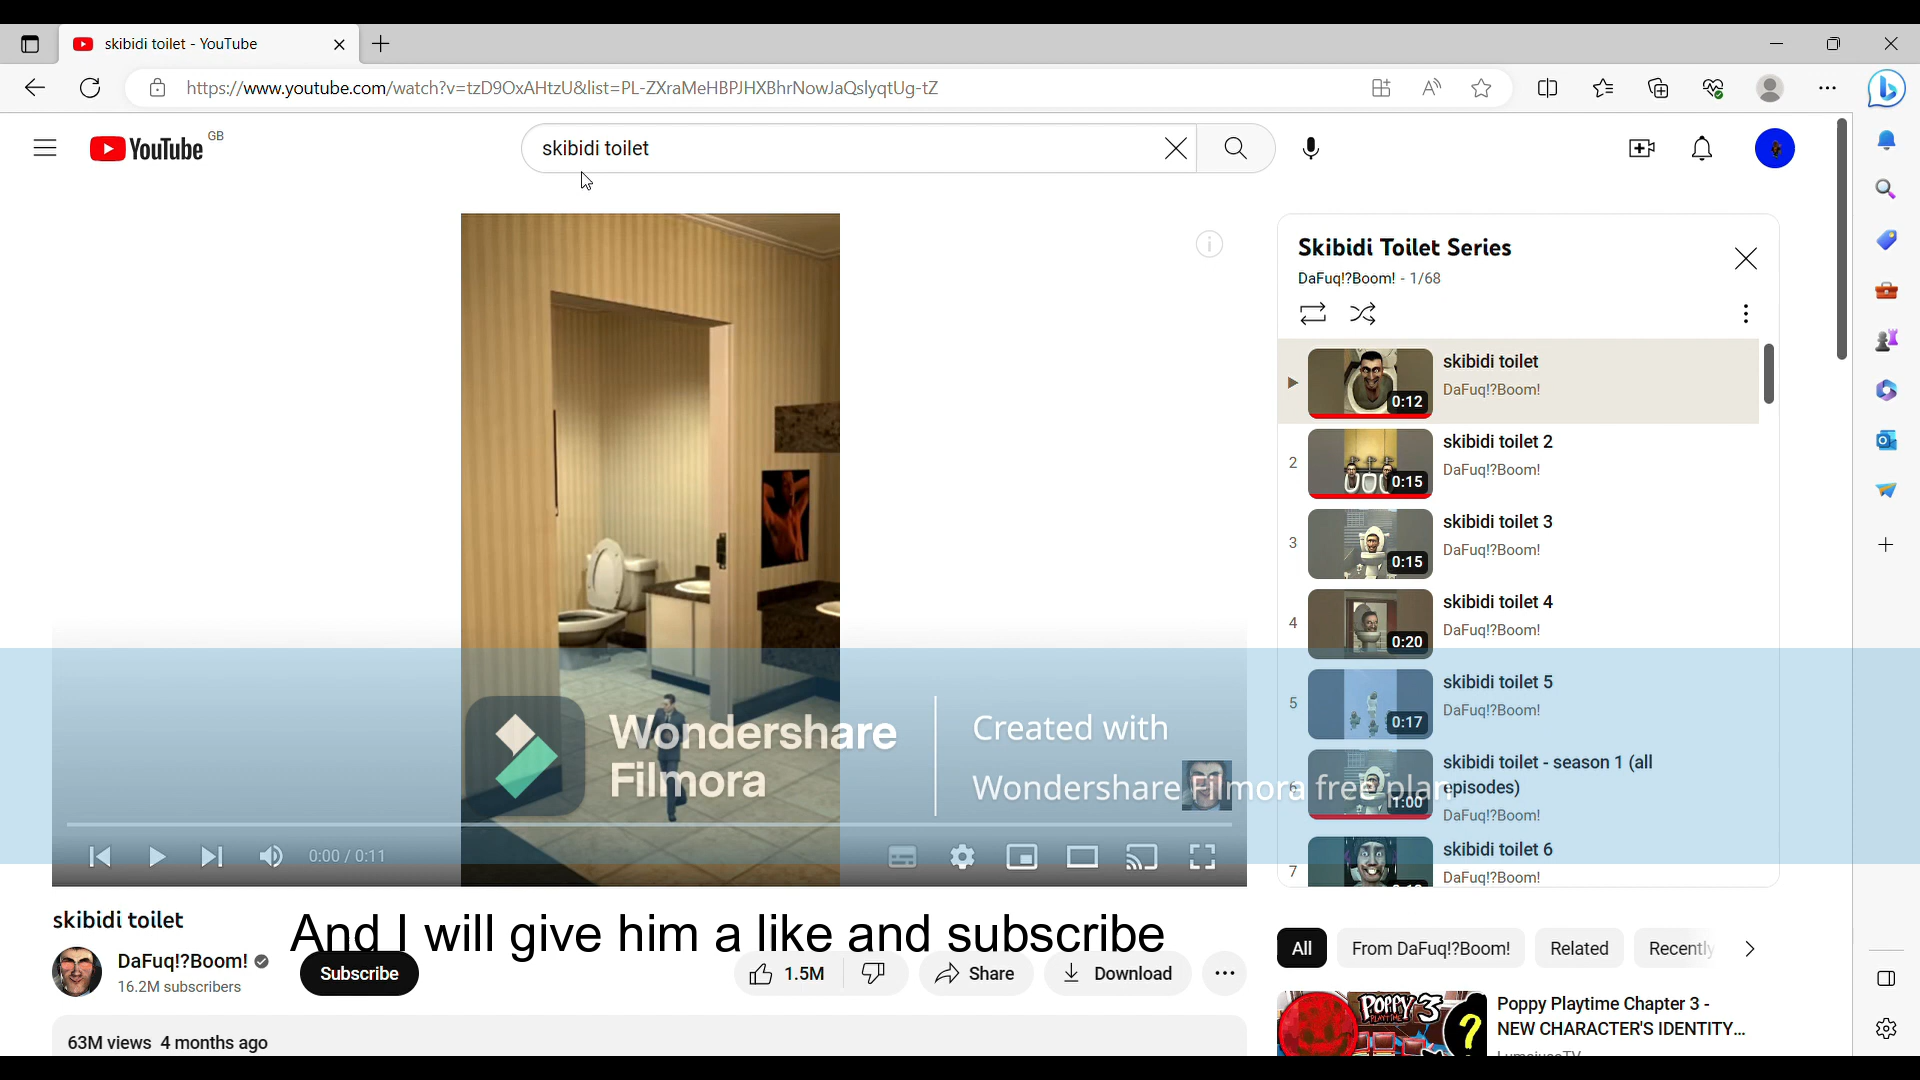 skibidi toilet - YouTube
https://www.youtube.com/watch?v=tzD9OxAHtzU&list=PL-ZXraMeHBPJHXBhrNowJaQslyqtUg-tZ
YouTube GB
skibidi toilet
Skibidi Toilet Series
DaFuq!?Boom! - 1/68
skibidi toilet
DaFuq!?Boom!
0:12
2
skibidi toilet 2
DaFuq!?Boom!
0:15
3
skibidi toilet 3
DaFuq!?Boom!
0:15
4
skibidi toilet 4
DaFuq!?Boom!
0:20
5
skibidi toilet 5
DaFuq!?Boom!
0:17
skibidi toilet - season 1 (all
episodes)
DaFuq!?Boom!
1:00
7
skibidi toilet 6
DaFuq!?Boom!
Wondershare
Filmora
Created with
Wondershare Filmora free plan
0:00 / 0:11
skibidi toilet
And I will give him a like and subscribe
DaFuq!?Boom!
16.2M subscribers
Subscribe
1.5M
Share
Download
63M views 4 months ago
All
From DaFuq!?Boom!
Related
Recently
POPPY
PLAYTIME
3
?
Poppy Playtime Chapter 3 -
NEW CHARACTER'S IDENTITY...